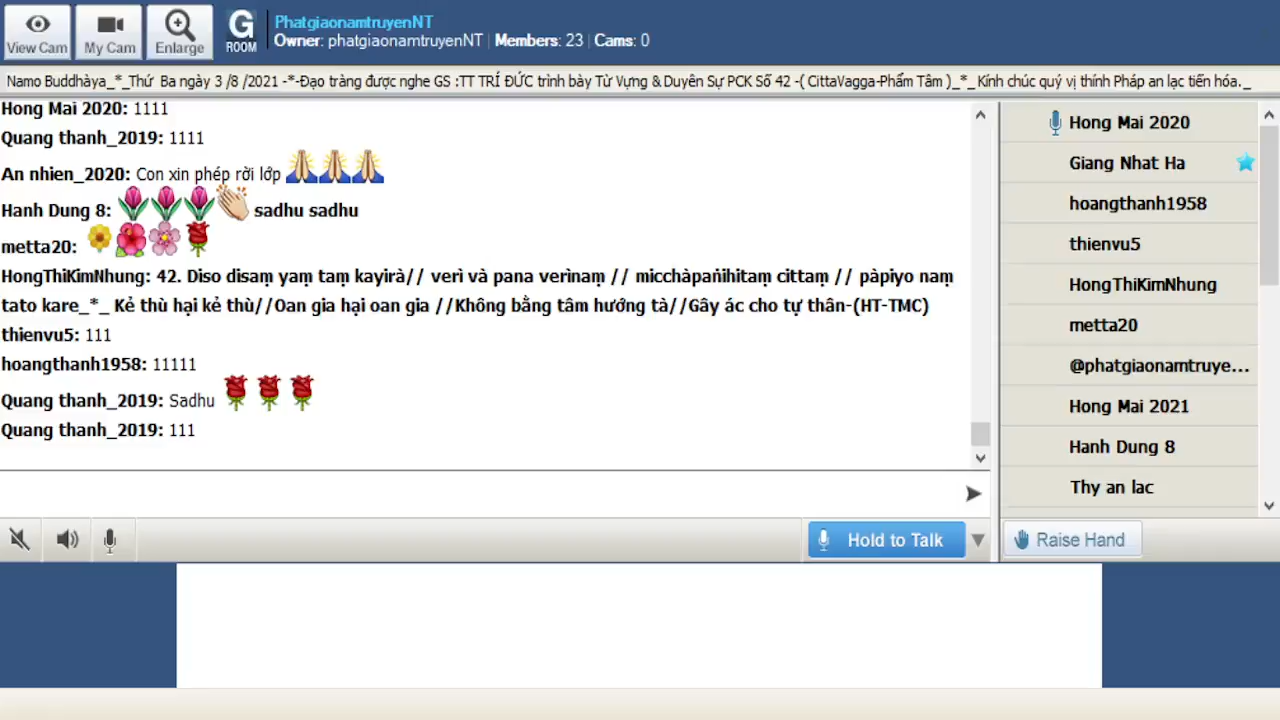 View Cam
My Cam
Enlarge
G
ROOM
PhatgiaonamtruyenNT
Owner: phatgiaonamtruyenNT | Members: 23 | Cams: 0
Namo Buddhàya_*_Thứ Ba ngày 3 /8 /2021 -*-Đạo tràng được nghe GS :TT TRÍ ĐỨC trình bày Từ Vựng & Duyên Sự PCK Số 42 -( CittaVagga-Phẩm Tâm )_*_ Kính chúc quý vị thính Pháp an lạc tiến hóa._
Hong Mai 2020: 1111
Quang thanh_2019: 1111
An nhien_2020: Con xin phép rời lớp
Hanh Dung 8: sadhu sadhu
metta20:
HongThiKimNhung: 42. Diso disaṃ yaṃ taṃ kayirà// verì và pana verìnaṃ // micchàpaṅihitaṃ cittaṃ // pàpiyo naṃ
tato kare_*_ Kẻ thù hại kẻ thù//Oan gia hại oan gia //Không bằng tâm hướng tà//Gây ác cho tự thân-(HT-TMC)
thienvu5: 111
hoangthanh1958: 11111
Quang thanh_2019: Sadhu
Quang thanh_2019: 111
Hong Mai 2020
Giang Nhat Ha
hoangthanh1958
thienvu5
HongThiKimNhung
metta20
@phatgiaonamtruye...
Hong Mai 2021
Hanh Dung 8
Thy an lac
Hold to Talk
Raise Hand